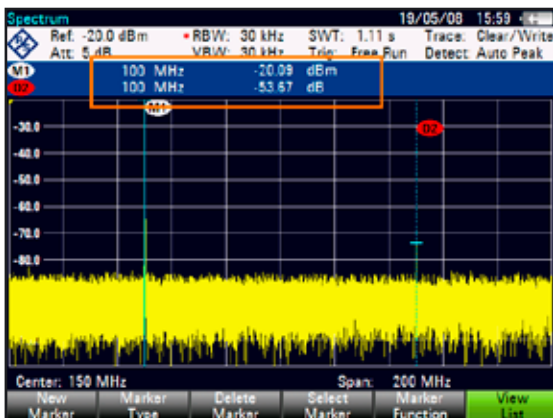 Spectrum 19/05/08 15:59
Ref: -20.0 dBm • RBW: 30 kHz SWT: 1.11 s Trace: Clear/Write
Att: 5 dB VBW: 30 kHz Trig: Free Run Detect: Auto Peak
M1 100 MHz -20.09 dBm
D2 100 MHz -53.67 dB
M1
D2
-30.0
-40.0
-50.0
-60.0
-70.0
-80.0
Center: 150 MHz Span: 200 MHz
New Marker Delete Select Marker View
Marker Type Marker Marker Function List